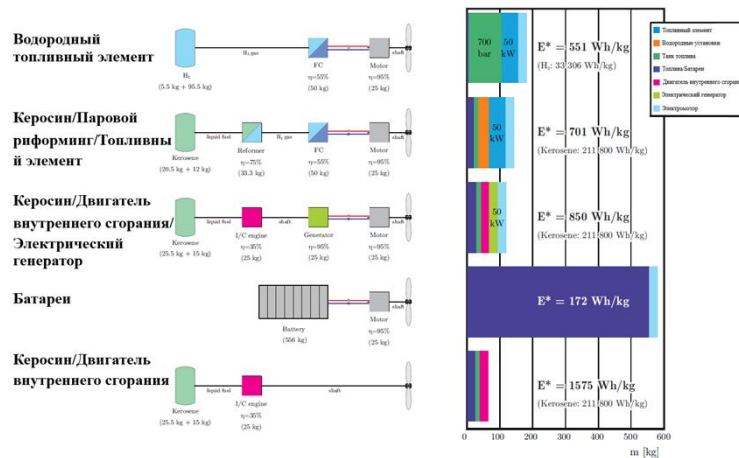 Водородный
топливный элемент
H₂ gas
shaft
H₂
(5.5 kg + 95.5 kg)
FC
η=55%
(50 kg)
Motor
η=95%
(25 kg)
Керосин/Паровой
риформинг/Топливны
й элемент
liquid fuel
H₂ gas
shaft
Kerosene
(20.5 kg + 12 kg)
Reformer
η=75%
(33.3 kg)
FC
η=55%
(50 kg)
Motor
η=95%
(25 kg)
Керосин/Двигатель
внутреннего сгорания/
Электрический
генератор
liquid fuel
shaft
shaft
Kerosene
(25.5 kg + 15 kg)
I/C engine
η=35%
(25 kg)
Generator
η=95%
(25 kg)
Motor
η=95%
(25 kg)
Батареи
shaft
Battery
(556 kg)
Motor
η=95%
(25 kg)
Керосин/Двигатель
внутреннего сгорания
liquid fuel
shaft
Kerosene
(25.5 kg + 15 kg)
I/C engine
η=35%
(25 kg)
700
bar
50
kW
E* = 551 Wh/kg
(H₂: 33,306 Wh/kg)
E* = 701 Wh/kg
(Kerosene: 211,800 Wh/kg)
50
kW
E* = 850 Wh/kg
(Kerosene: 211,800 Wh/kg)
50
kW
E* = 172 Wh/kg
E* = 1575 Wh/kg
(Kerosene: 211,800 Wh/kg)
0 100 200 300 400 500 600
m [kg]
Топливный элемент
Водородные установки
Танк топлива
Топливо/Батареи
Двигатель внутреннего сгорания
Электрический генератор
Электромотор